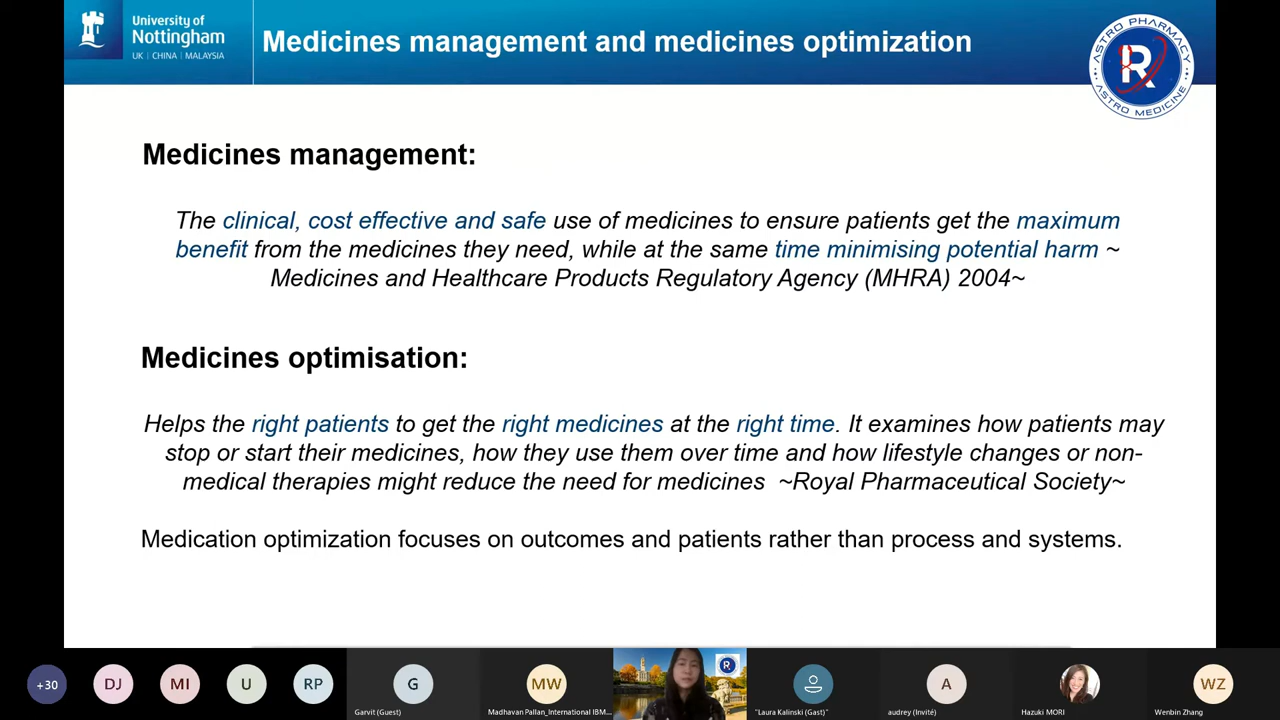 University of
Nottingham
UK | CHINA | MALAYSIA
Medicines management and medicines optimization
ASTRO PHARMACY
R
ASTRO MEDICINE
Medicines management:
The clinical, cost effective and safe use of medicines to ensure patients get the maximum
benefit from the medicines they need, while at the same time minimising potential harm ~
Medicines and Healthcare Products Regulatory Agency (MHRA) 2004~
Medicines optimisation:
Helps the right patients to get the right medicines at the right time. It examines how patients may
stop or start their medicines, how they use them over time and how lifestyle changes or non-
medical therapies might reduce the need for medicines ~Royal Pharmaceutical Society~
Medication optimization focuses on outcomes and patients rather than process and systems.
+30
DJ
MI
U
RP
G
MW
R
A
WZ
Garvit (Guest)
Madhavan Pallan_International IBM...
"Laura Kalinski (Gast)"
audrey (Invité)
Hazuki MORI
Wenbin Zhang